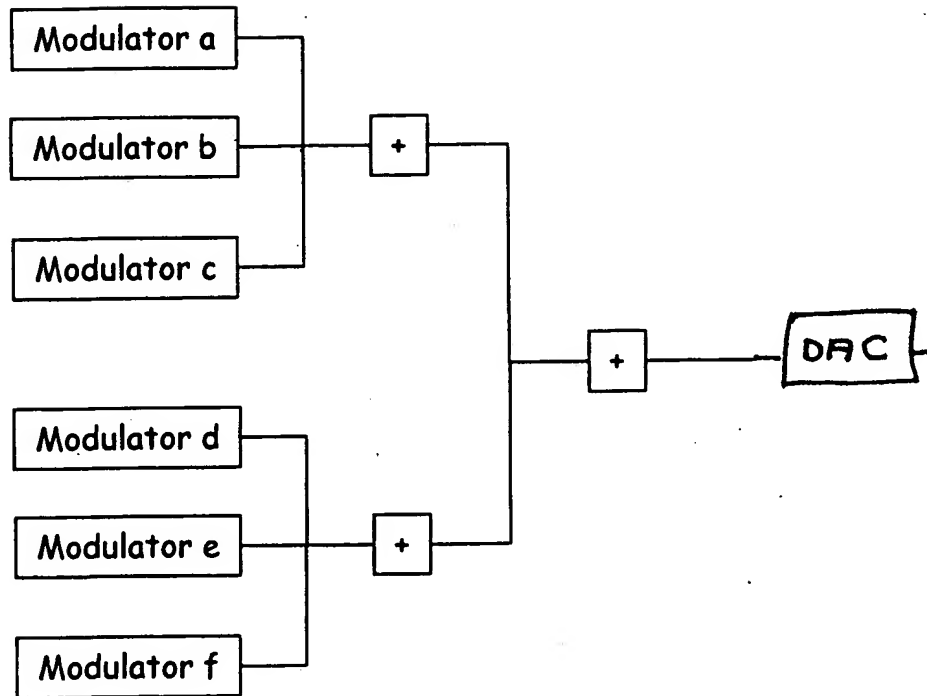 Modulator a
Modulator b
+
Modulator c
+
DAC
Modulator d
Modulator e
+
Modulator f